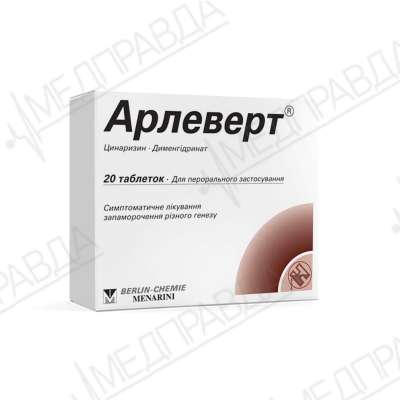 МЕДПРАВДА
Арлеверт®
Цинаризин · Дименгідринат
20 таблеток · Для перорального застосування
Симптоматичне лікування
запаморочення різного генезу
BERLIN-CHEMIE
MENARINI